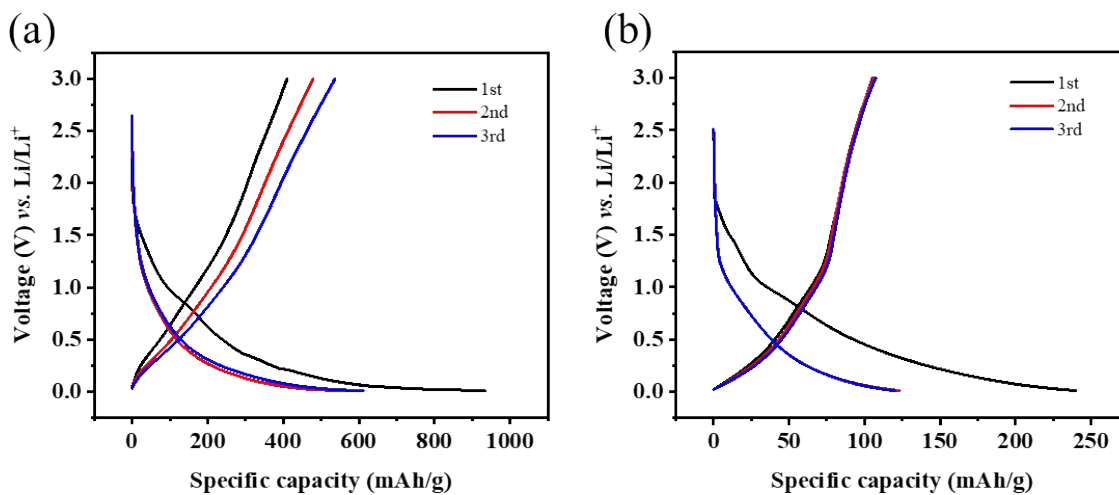 (a)
3.0
2.5
2.0
1.5
1.0
0.5
0.0
Voltage (V) vs. Li/Li⁺
1st
2nd
3rd
0
200
400
600
800
1000
Specific capacity (mAh/g)
(b)
3.0
2.5
2.0
1.5
1.0
0.5
0.0
Voltage (V) vs. Li/Li⁺
1st
2nd
3rd
0
50
100
150
200
250
Specific capacity (mAh/g)